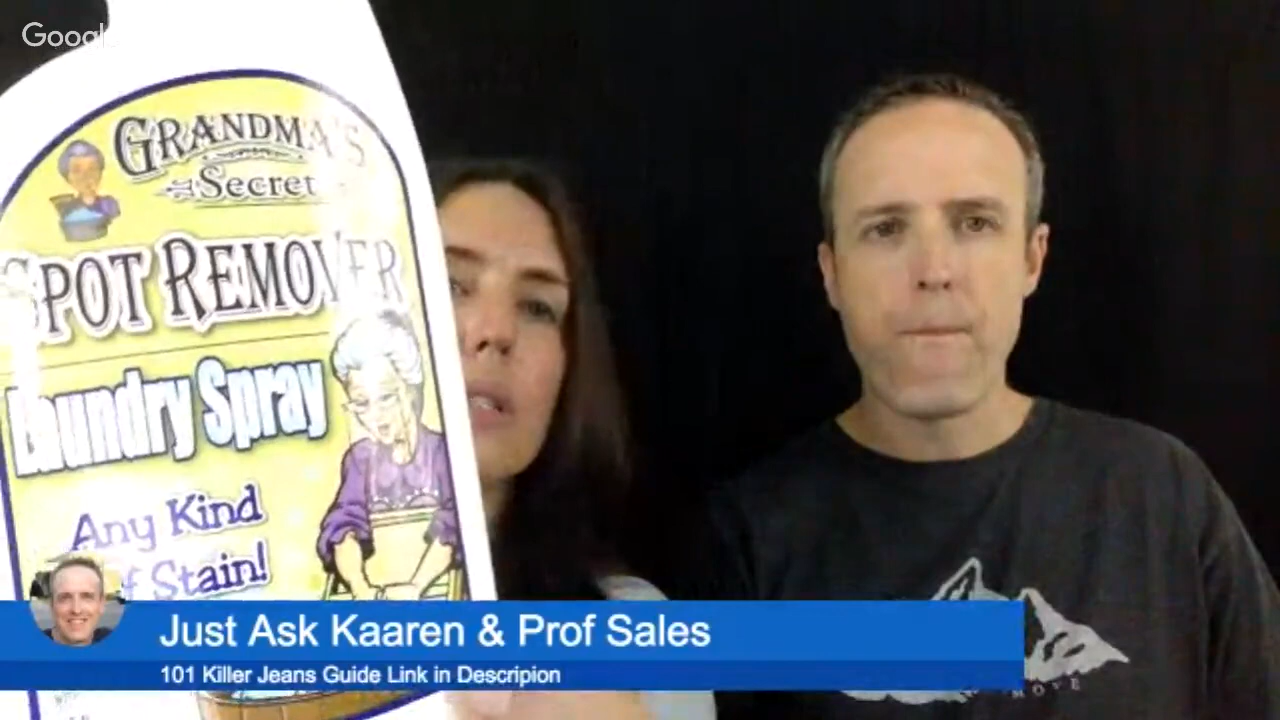 Google
GRANDMA'S
Secret
SPOT REMOVER
Laundry Spray
Any Kind
of Stain!
Just Ask Kaaren & Prof Sales
101 Killer Jeans Guide Link in Descripion
MOVE